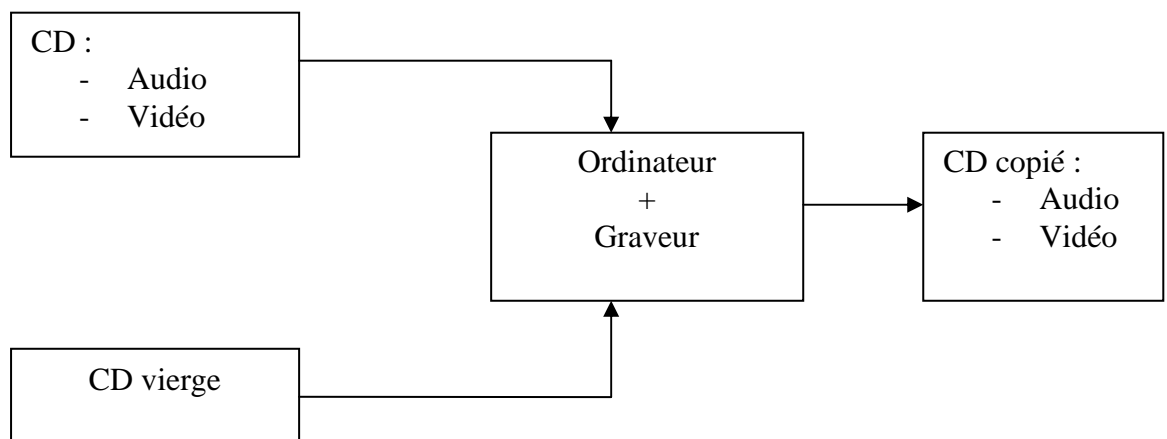 CD :
- Audio
- Vidéo
Ordinateur
+
Graveur
CD copié :
- Audio
- Vidéo
CD vierge